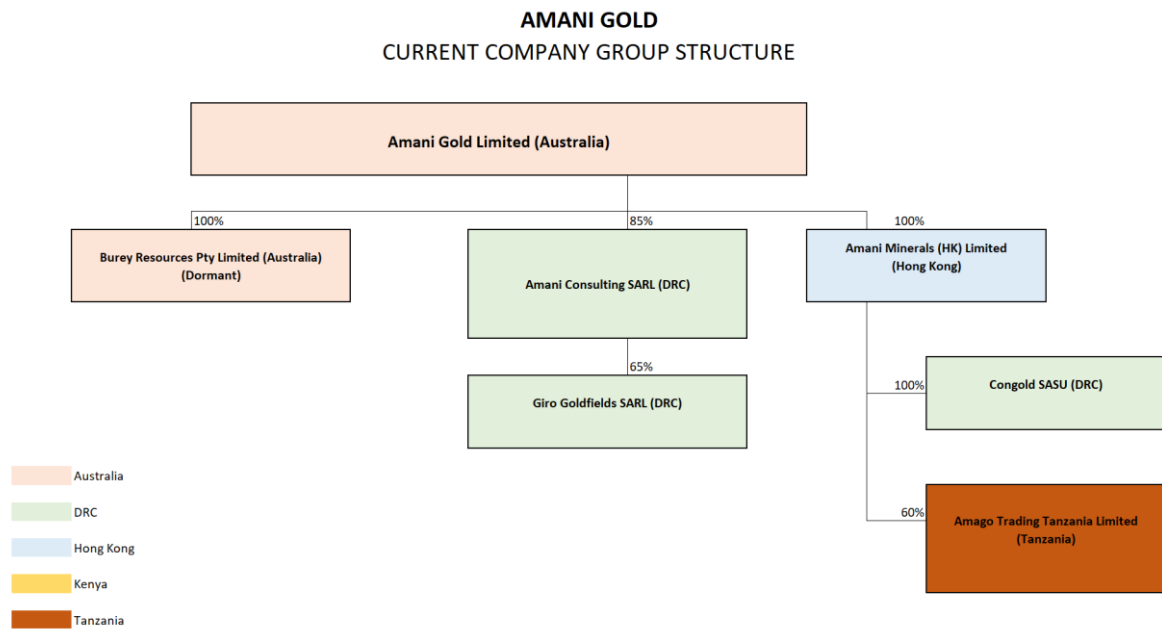 AMANI GOLD
CURRENT COMPANY GROUP STRUCTURE
Amani Gold Limited (Australia)
100%
85%
100%
Burey Resources Pty Limited (Australia)
(Dormant)
Amani Consulting SARL (DRC)
Amani Minerals (HK) Limited
(Hong Kong)
65%
Giro Goldfields SARL (DRC)
100%
Congold SASU (DRC)
60%
Amago Trading Tanzania Limited
(Tanzania)
Australia
DRC
Hong Kong
Kenya
Tanzania